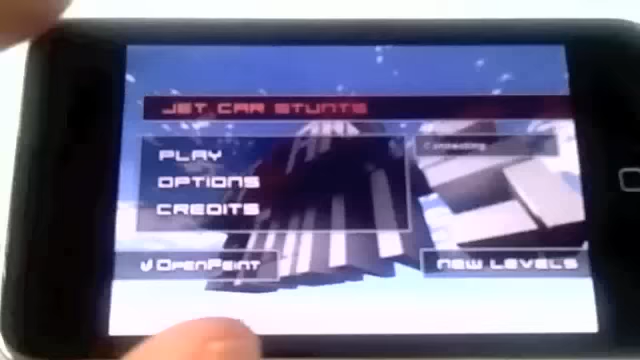 JET CAR STUNTS
Connecting
PLAY
OPTIONS
CREDITS
OPENFEINT
NEW LEVELS